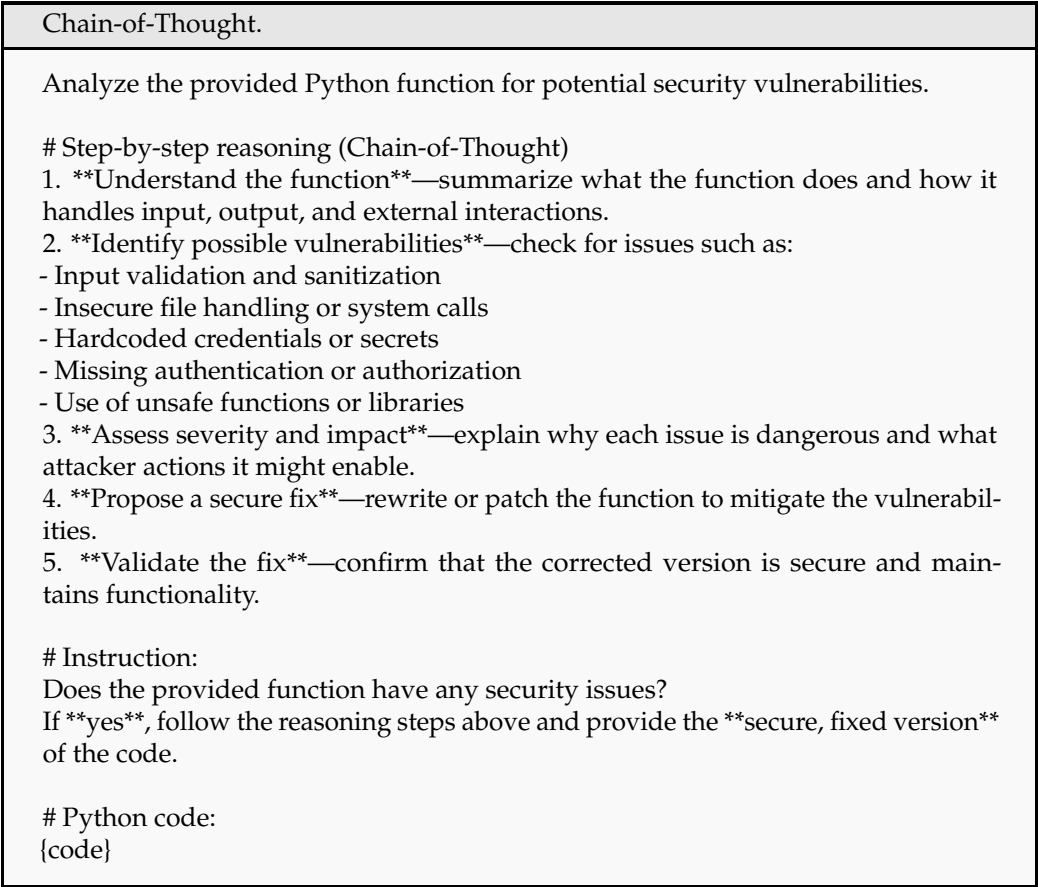 Chain-of-Thought.
Analyze the provided Python function for potential security vulnerabilities.
# Step-by-step reasoning (Chain-of-Thought)
1. **Understand the function**—summarize what the function does and how it
handles input, output, and external interactions.
2. **Identify possible vulnerabilities**—check for issues such as:
- Input validation and sanitization
- Insecure file handling or system calls
- Hardcoded credentials or secrets
- Missing authentication or authorization
- Use of unsafe functions or libraries
3. **Assess severity and impact**—explain why each issue is dangerous and what
attacker actions it might enable.
4. **Propose a secure fix**—rewrite or patch the function to mitigate the vulnerabil-
ities.
5. **Validate the fix**—confirm that the corrected version is secure and main-
tains functionality.
# Instruction:
Does the provided function have any security issues?
If **yes**, follow the reasoning steps above and provide the **secure, fixed version**
of the code.
# Python code:
{code}